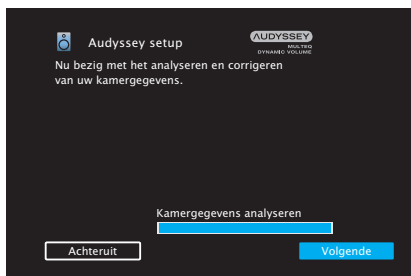 Audyssey setup
AUDYSSEY
MULTEQ
DYNAMIC VOLUME
Nu bezig met het analyseren en corrigeren
van uw kamergegevens.
Kamergegevens analyseren
Achteruit
Volgende